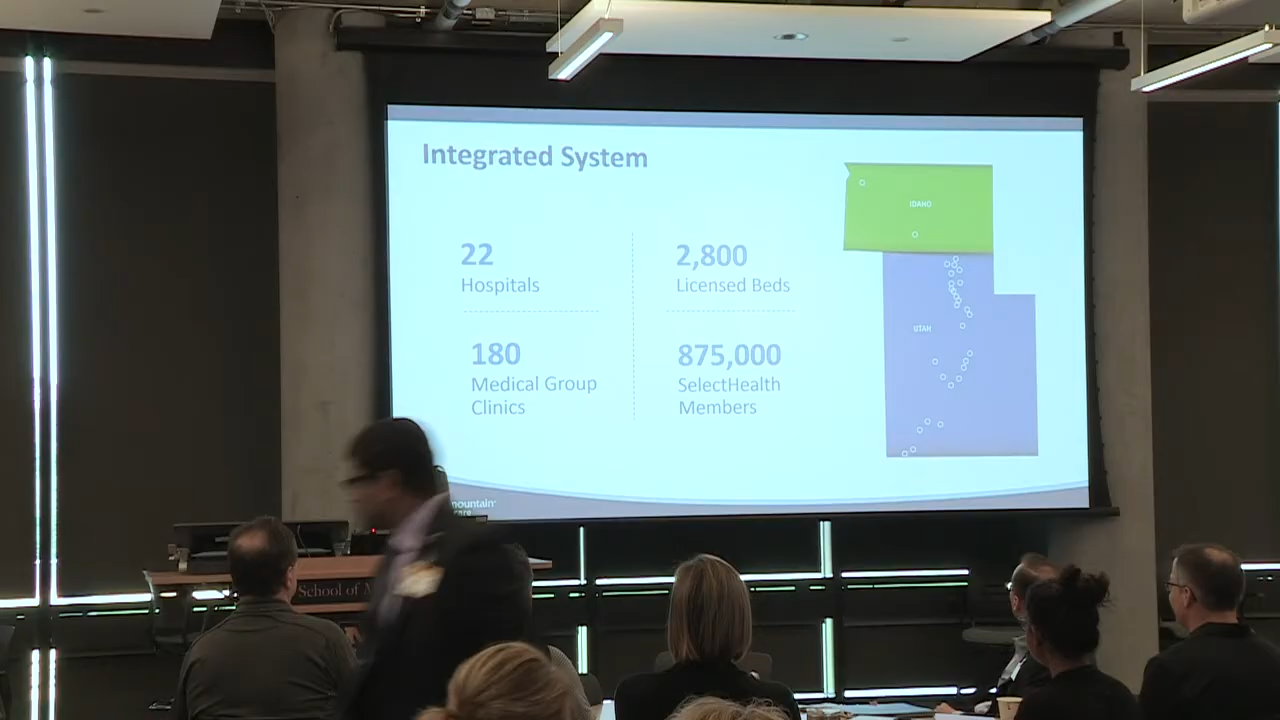 Integrated System
22
Hospitals
2,800
Licensed Beds
180
Medical Group
Clinics
875,000
SelectHealth
Members
IDAHO
UTAH
mountain
School of